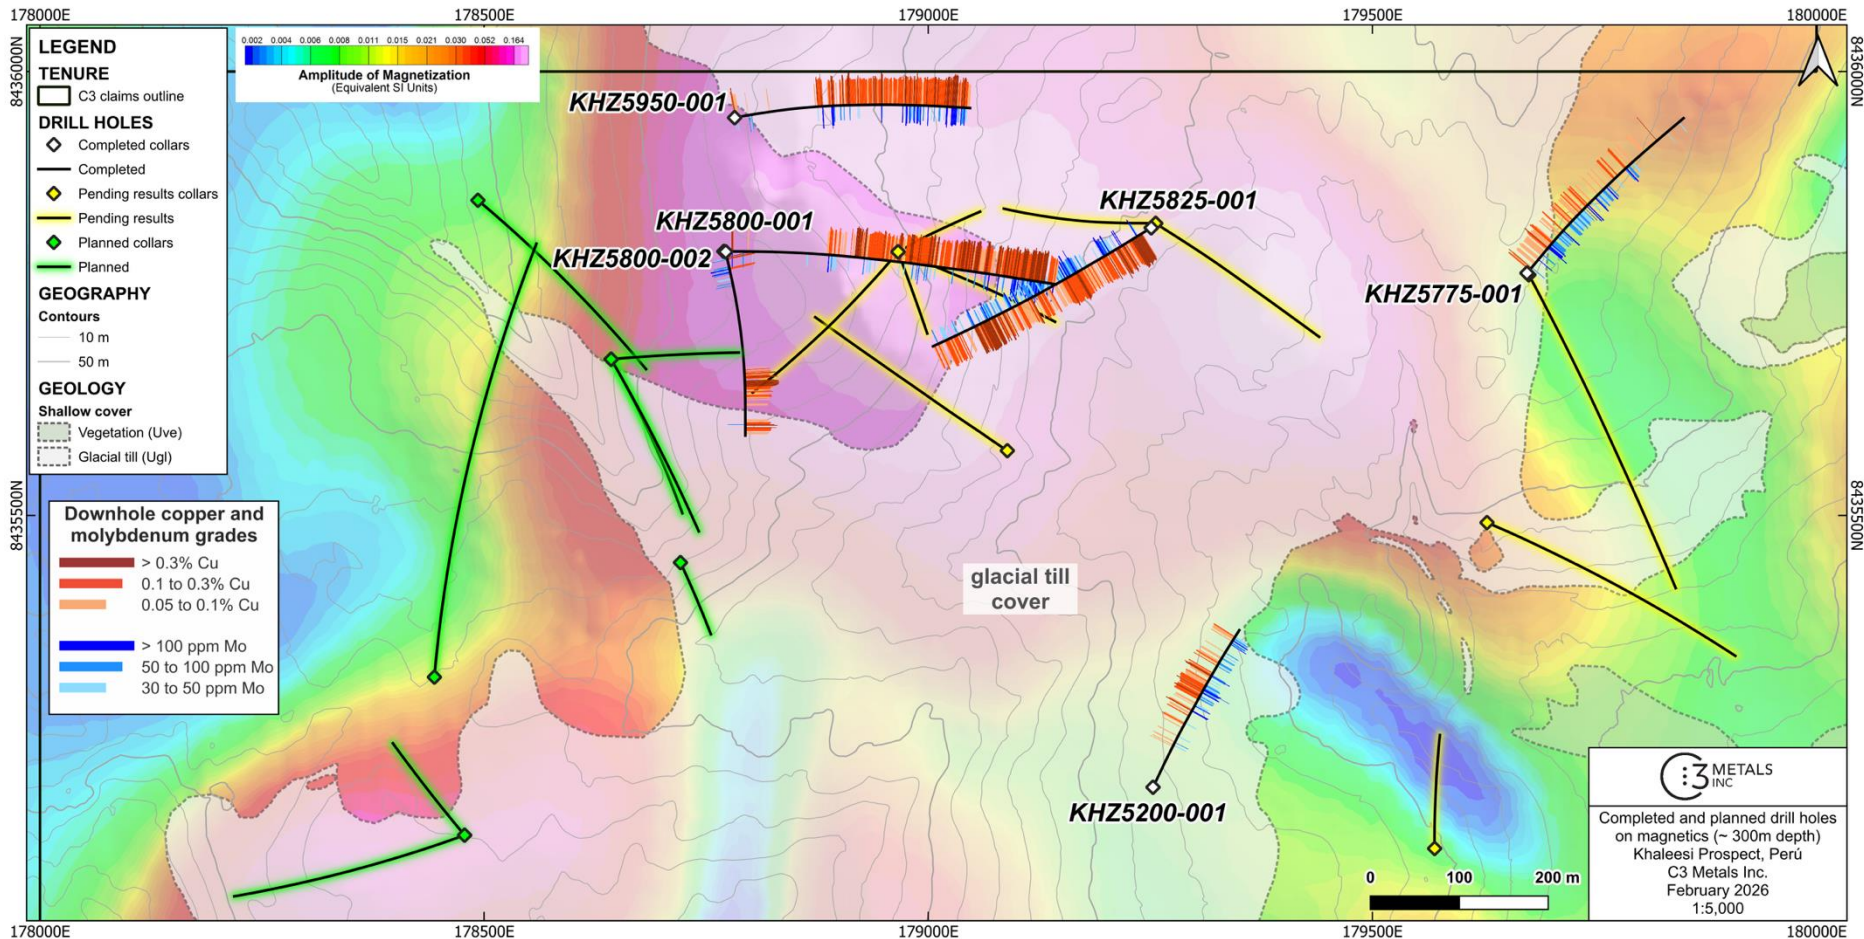 178000E
178500E
179000E
179500E
180000E
8436000N
8436000N
LEGEND
TENURE
C3 claims outline
DRILL HOLES
Completed collars
Completed
Pending results collars
Pending results
Planned collars
Planned
GEOGRAPHY
Contours
10 m
50 m
GEOLOGY
Shallow cover
Vegetation (Uve)
Glacial till (Ugl)
0.002 0.004 0.006 0.008 0.011 0.015 0.021 0.030 0.052 0.164
Amplitude of Magnetization
(Equivalent SI Units)
KHZ5950-001
KHZ5800-001
KHZ5800-002
KHZ5825-001
KHZ5775-001
8435500N
8435500N
Downhole copper and
molybdenum grades
> 0.3% Cu
0.1 to 0.3% Cu
0.05 to 0.1% Cu
> 100 ppm Mo
50 to 100 ppm Mo
30 to 50 ppm Mo
glacial till
cover
KHZ5200-001
0 100 200 m
C3 METALS
INC
Completed and planned drill holes
on magnetics (~ 300m depth)
Khaleesi Prospect, Perú
C3 Metals Inc.
February 2026
1:5,000
178000E
178500E
179000E
179500E
180000E